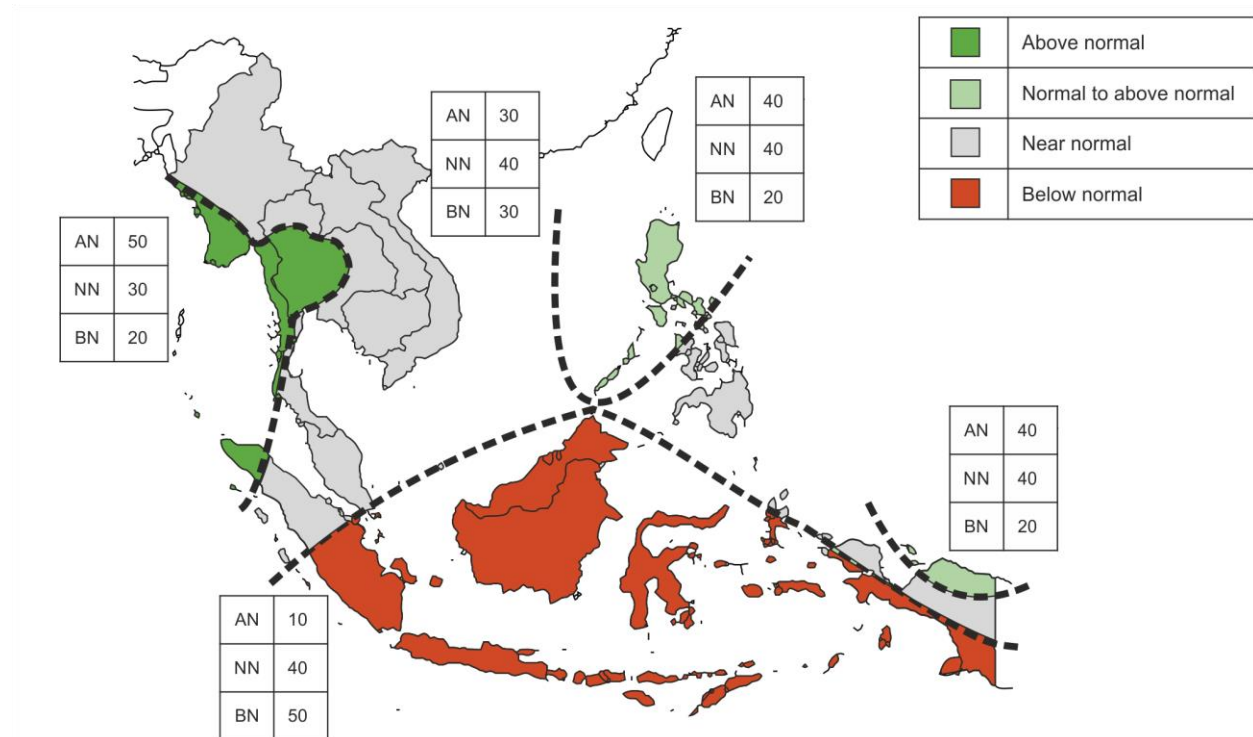 Above normal
Normal to above normal
Near normal
Below normal
AN 30
NN 40
BN 30
AN 40
NN 40
BN 20
AN 50
NN 30
BN 20
AN 40
NN 40
BN 20
AN 10
NN 40
BN 50